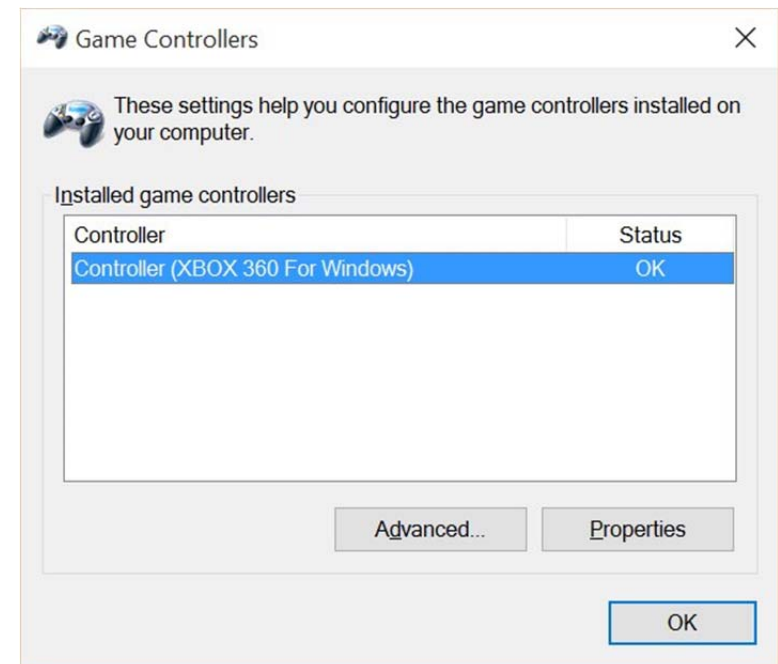 Game Controllers
These settings help you configure the game controllers installed on
your computer.
Installed game controllers
Controller Status
Controller (XBOX 360 For Windows) OK
Advanced... Properties
OK